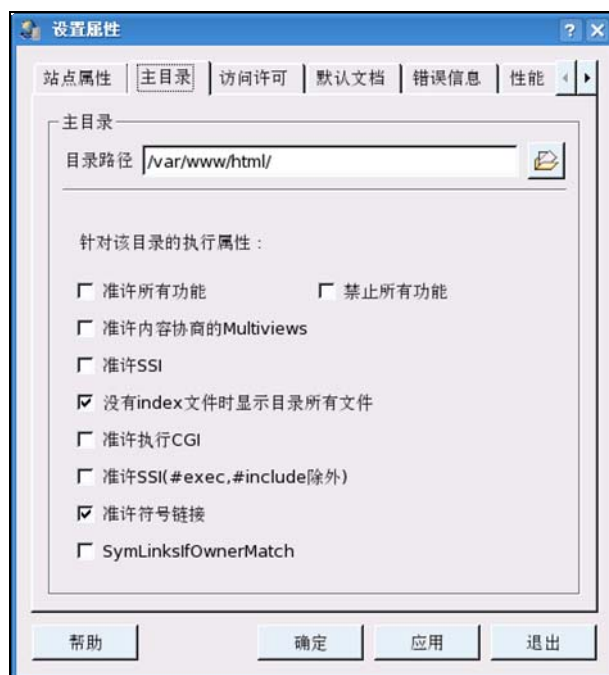 设置属性
站点属性 主目录 访问许可 默认文档 错误信息 性能
主目录
目录路径 /var/www/html/
针对该目录的执行属性：
准许所有功能 禁止所有功能
准许内容协商的Multiviews
准许SSI
没有index文件时显示目录所有文件
准许执行CGI
准许SSI(#exec,#include除外)
准许符号链接
SymLinksIfOwnerMatch
帮助 确定 应用 退出